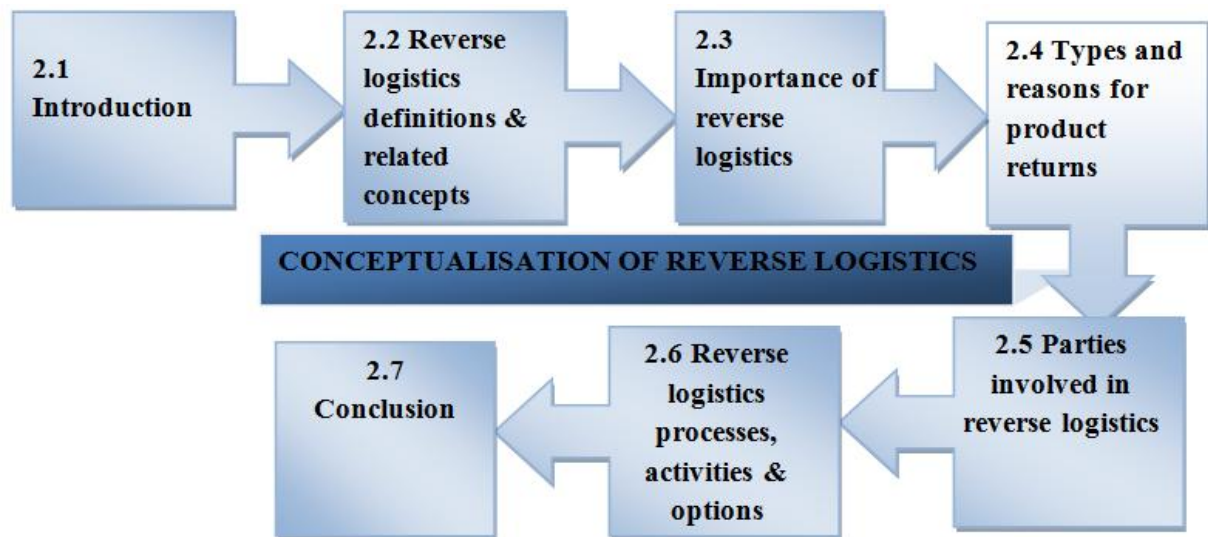 2.1
Introduction
2.2 Reverse
logistics
definitions &
related
concepts
2.3
Importance of
reverse
logistics
2.4 Types and
reasons for
product
returns
CONCEPTUALISATION OF REVERSE LOGISTICS
2.5 Parties
involved in
reverse logistics
2.6 Reverse
logistics
processes,
activities &
options
2.7
Conclusion